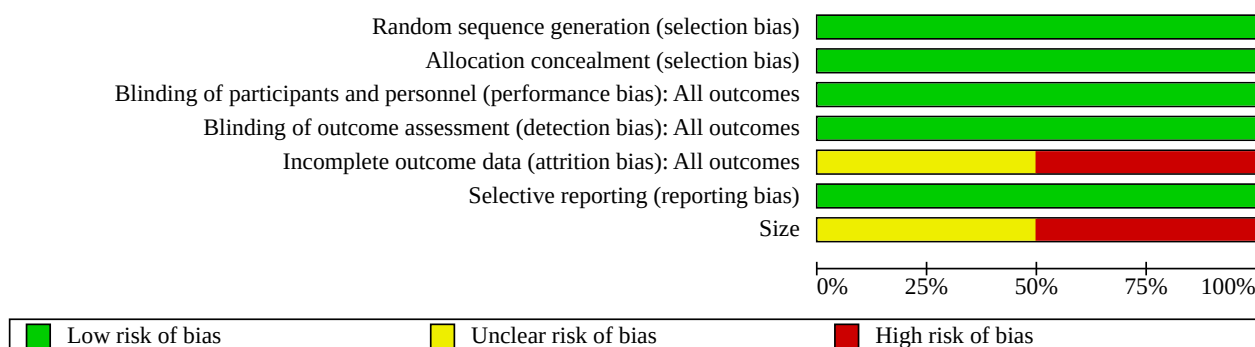 Random sequence generation (selection bias)
Allocation concealment (selection bias)
Blinding of participants and personnel (performance bias): All outcomes
Blinding of outcome assessment (detection bias): All outcomes
Incomplete outcome data (attrition bias): All outcomes
Selective reporting (reporting bias)
Size
0% 25% 50% 75% 100%
Low risk of bias Unclear risk of bias High risk of bias